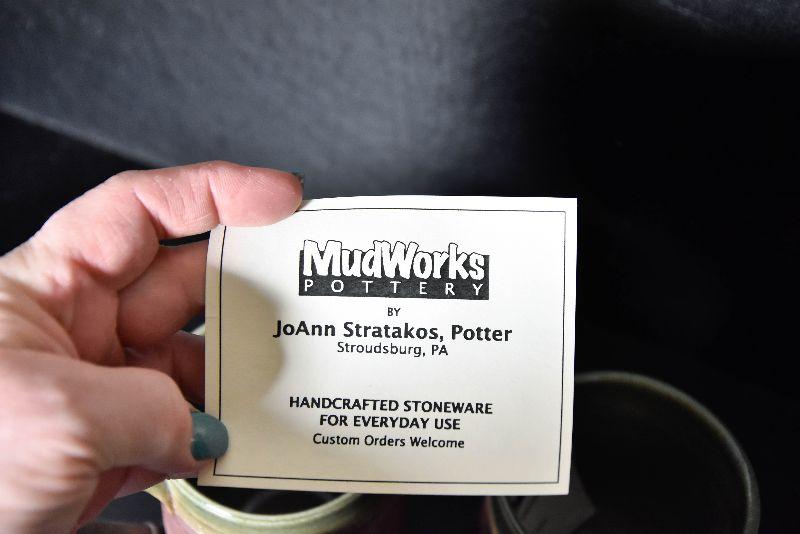 MudWorks
POTTERY
BY
JoAnn Stratakos, Potter
Stroudsburg, PA
HANDCRAFTED STONEWARE
FOR EVERYDAY USE
Custom Orders Welcome